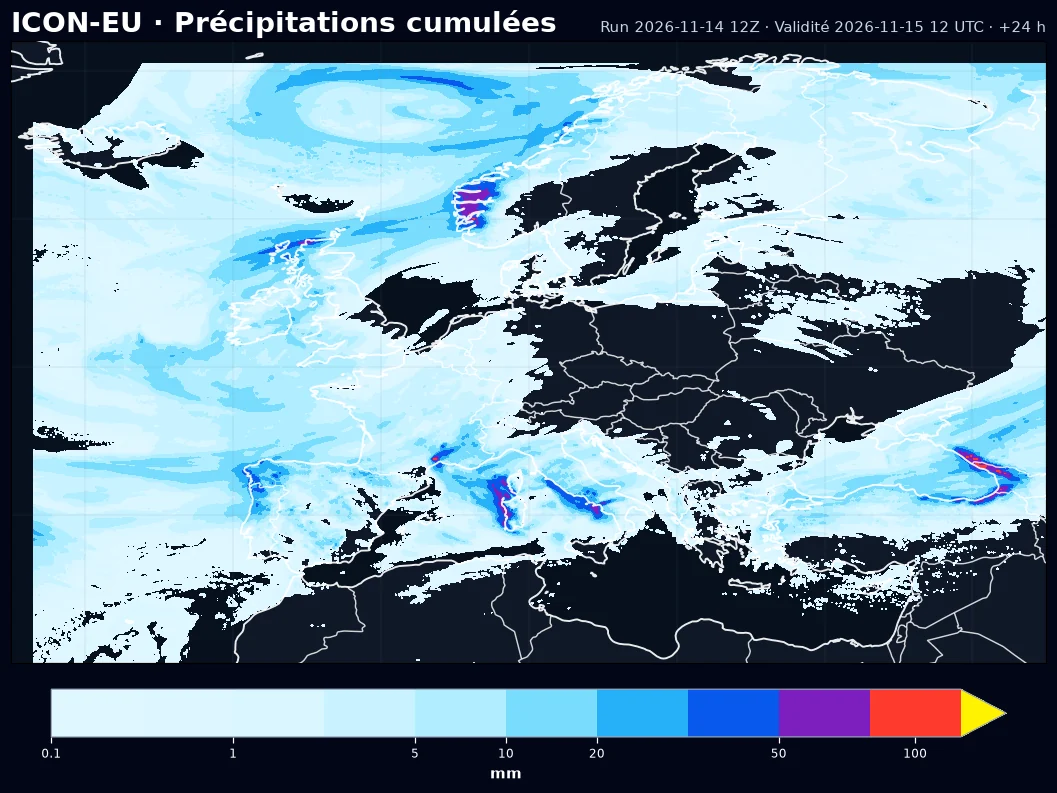 ICON-EU · Précipitations cumulées
Run 2026-11-14 12Z · Validité 2026-11-15 12 UTC · +24 h
0.1 1 5 10 20 50 100
mm